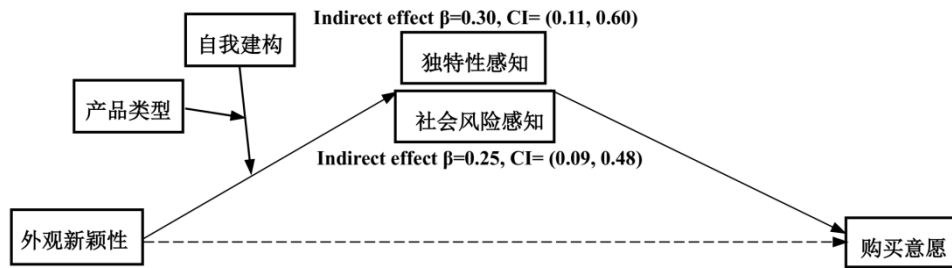 Indirect effect β=0.30, CI= (0.11, 0.60)
自我建构
独特性感知
产品类型
社会风险感知
Indirect effect β=0.25, CI= (0.09, 0.48)
外观新颖性
购买意愿